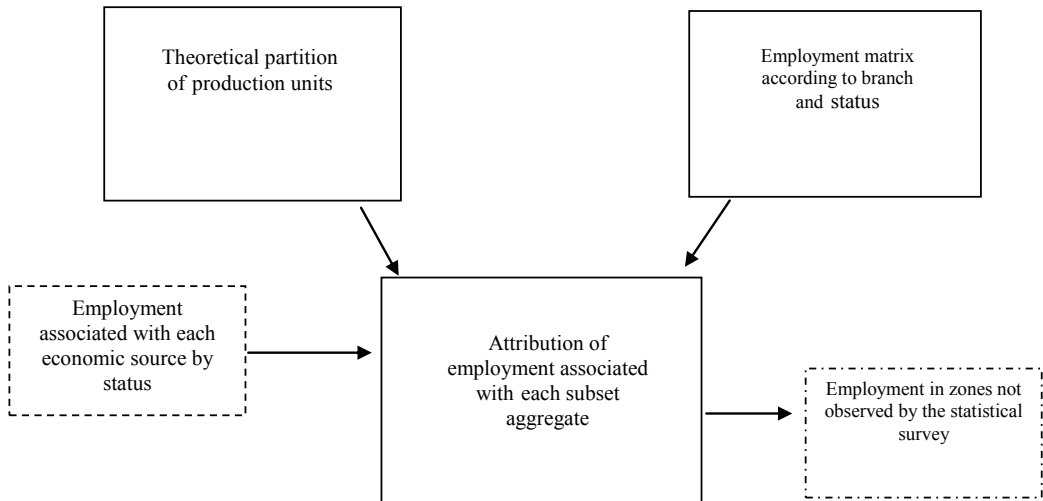 Theoretical partition
of production units
Employment matrix
according to branch
and status
Employment
associated with each
economic source by
status
Attribution of
employment associated
with each subset
aggregate
Employment in zones not
observed by the statistical
survey